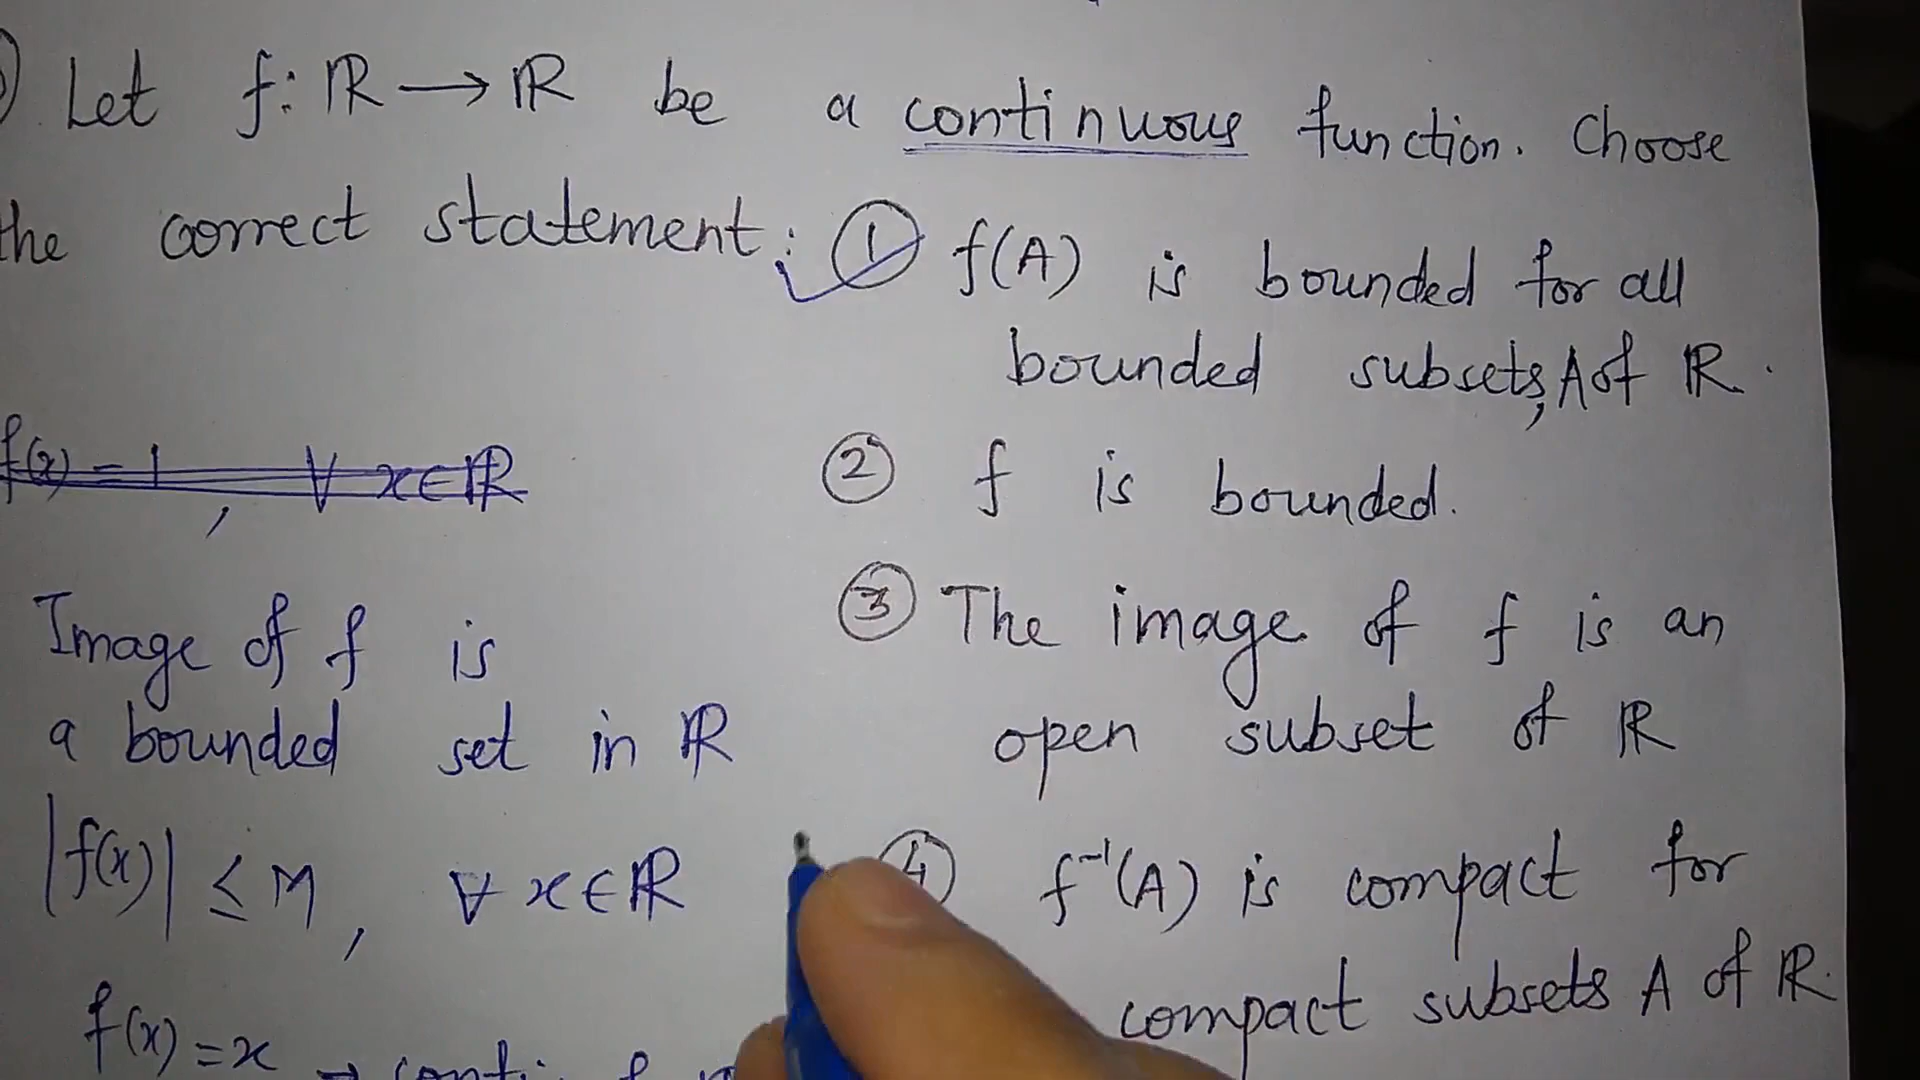 Let f: ℝ → ℝ be a continuous function. Choose
the correct statement: ① f(A) is bounded for all
bounded subsets, A of ℝ.
② f is bounded.
③ The image of f is an
open subset of ℝ
④ f⁻¹(A) is compact for
compact subsets A of ℝ.
f(x) = 1, ∀ x∈ℝ
Image of f is
a bounded set in ℝ
|f(x)| ≤ M, ∀ x∈ℝ
f(x) = x →